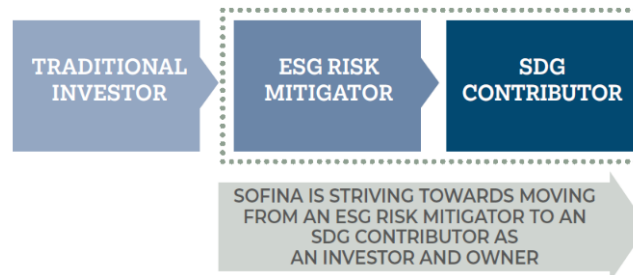 TRADITIONAL
INVESTOR
ESG RISK
MITIGATOR
SDG
CONTRIBUTOR
SOFINA IS STRIVING TOWARDS MOVING
FROM AN ESG RISK MITIGATOR TO AN
SDG CONTRIBUTOR AS
AN INVESTOR AND OWNER